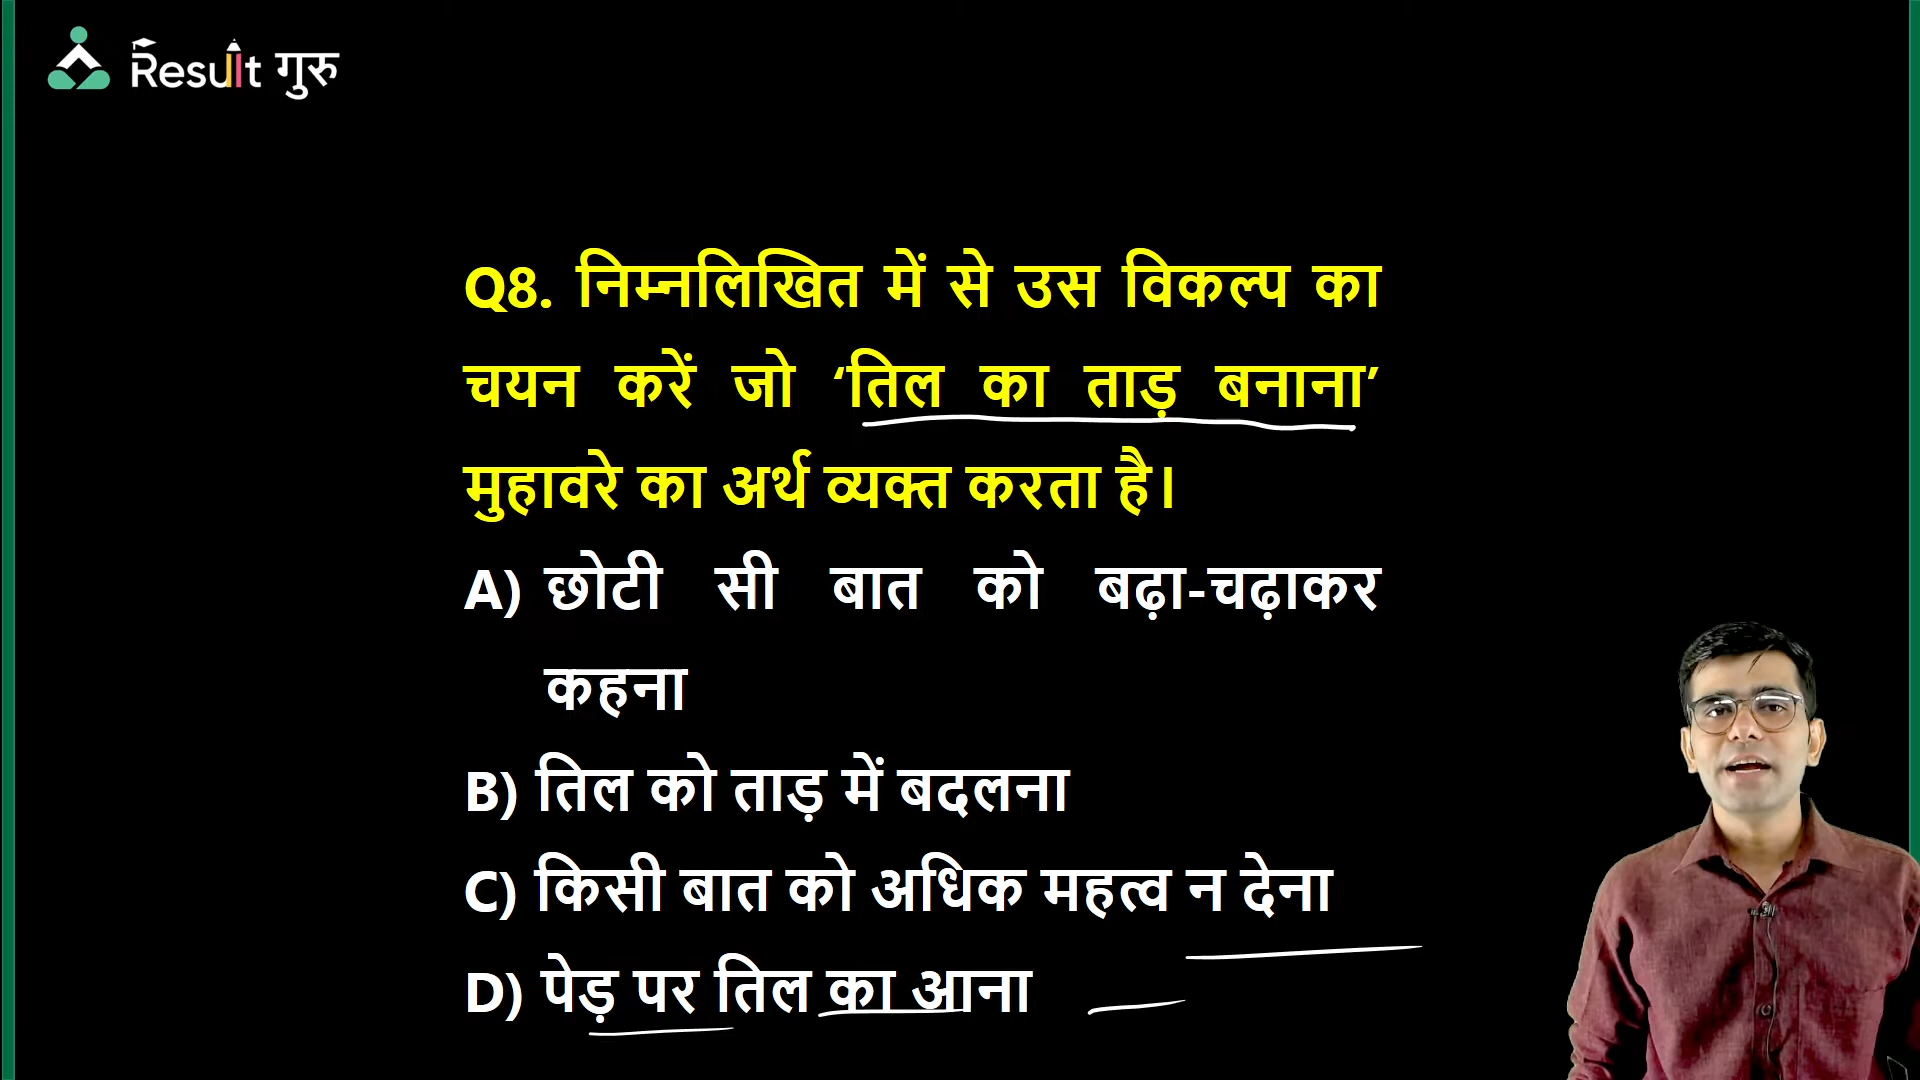 Result गुरु
Q8. निम्नलिखित में से उस विकल्प का
चयन करें जो ‘तिल का ताड़ बनाना’
मुहावरे का अर्थ व्यक्त करता है।
A) छोटी सी बात को बढ़ा-चढ़ाकर
कहना
B) तिल को ताड़ में बदलना
C) किसी बात को अधिक महत्व न देना
D) पेड़ पर तिल का आना